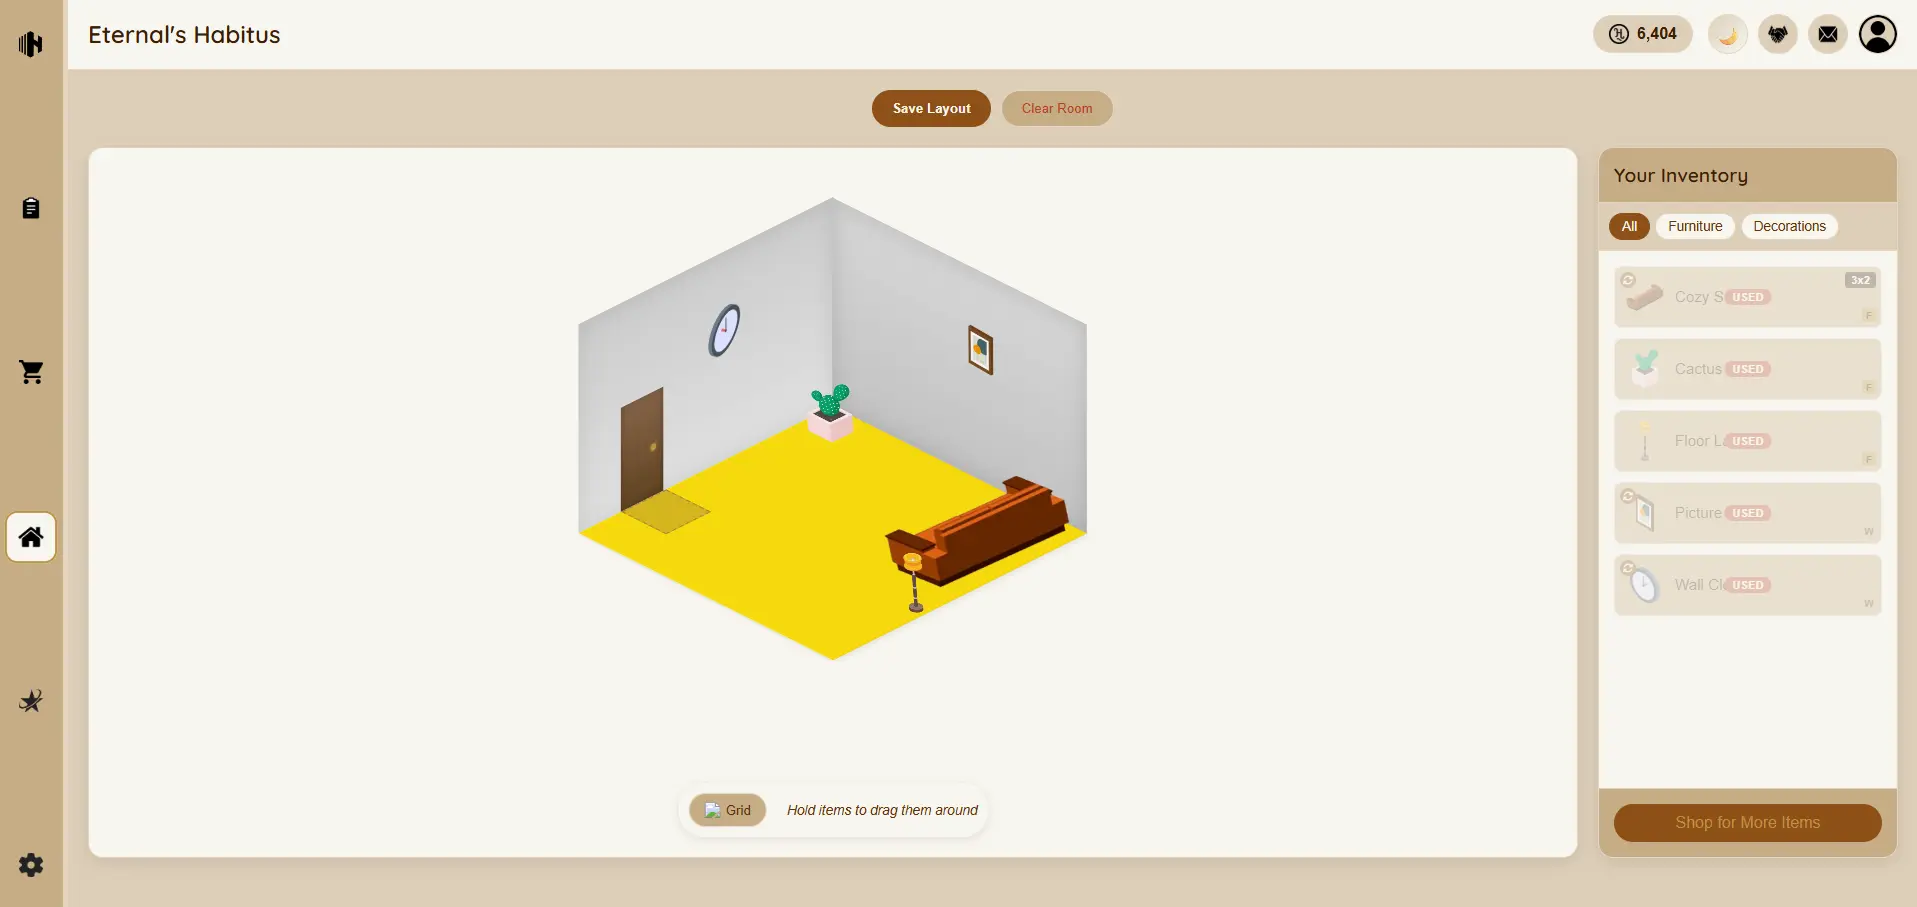 Eternal's Habitus
6,404
Save Layout
Clear Room
Your Inventory
All
Furniture
Decorations
3x2
Cozy S
USED
F
Cactus
USED
F
Floor L
USED
F
Picture
USED
W
Wall Cl
USED
W
Grid
Hold items to drag them around
Shop for More Items